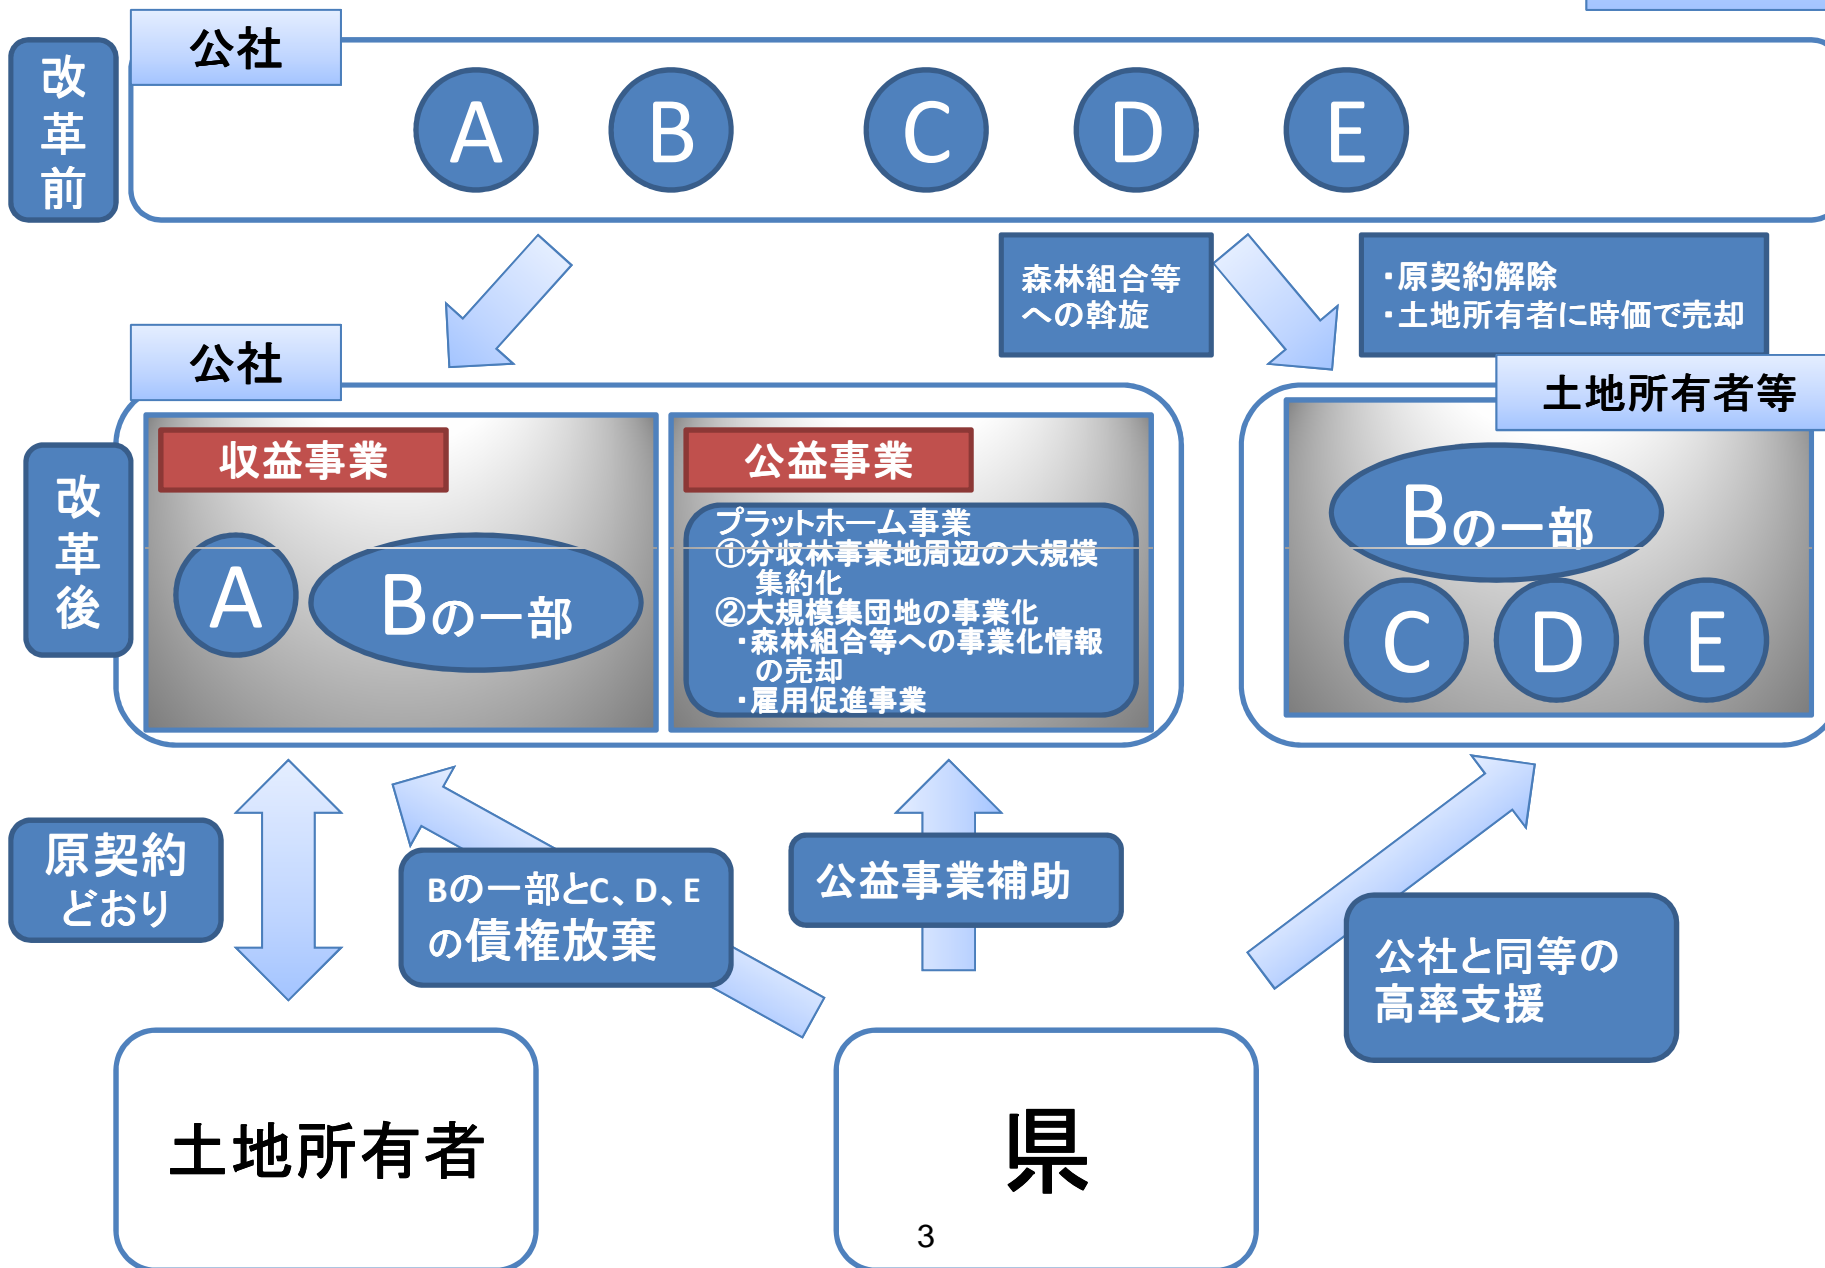 公社
改革前
A
B
C
D
E
森林組合等
への斡旋
・原契約解除
・土地所有者に時価で売却
公社
土地所有者等
改革後
収益事業
A
Bの一部
公益事業
プラットホーム事業
①分収林事業地周辺の大規模
集約化
②大規模集団地の事業化
・森林組合等への事業化情報
の売却
・雇用促進事業
Bの一部
C
D
E
原契約
どおり
Bの一部とC、D、E
の債権放棄
公益事業補助
公社と同等の
高率支援
土地所有者
県
3